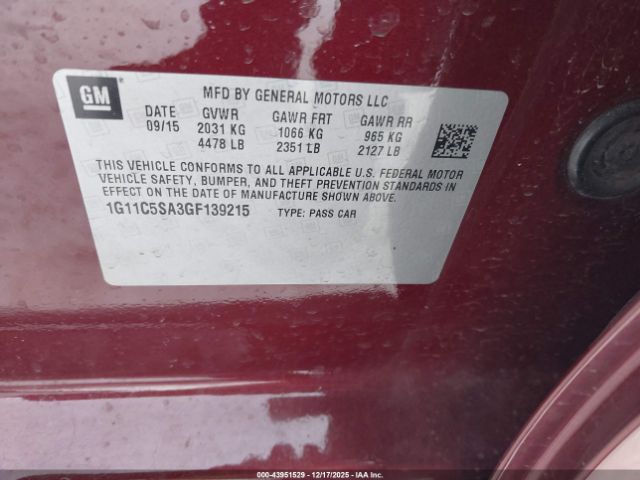 GM
MFD BY GENERAL MOTORS LLC
DATE GVWR GAWR FRT GAWR RR
09/15 2031 KG 1066 KG 965 KG
4478 LB 2351 LB 2127 LB
THIS VEHICLE CONFORMS TO ALL APPLICABLE U.S. FEDERAL MOTOR
VEHICLE SAFETY, BUMPER, AND THEFT PREVENTION STANDARDS IN
EFFECT ON THE DATE OF MANUFACTURE SHOWN ABOVE.
1G11C5SA3GF139215 TYPE: PASS CAR
00-43951529 - 12/17/2025 - IAAI.COM